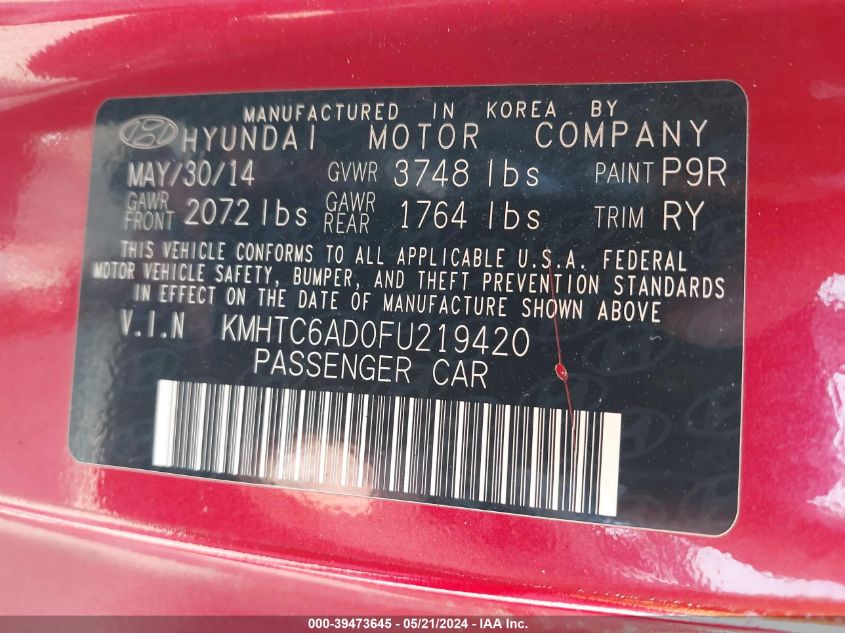 MANUFACTURED IN KOREA BY
HYUNDAI MOTOR COMPANY
MAY/30/14 GVWR 3748 lbs PAINT P9R
GAWR FRONT 2072 lbs GAWR REAR 1764 lbs TRIM RY
THIS VEHICLE CONFORMS TO ALL APPLICABLE U.S.A. FEDERAL
MOTOR VEHICLE SAFETY, BUMPER, AND THEFT PREVENTION STANDARDS
IN EFFECT ON THE DATE OF MANUFACTURE SHOWN ABOVE
V.I.N KMHTC6AD0FU219420
PASSENGER CAR
000-39473645 / 05/21/2024 - IAA Inc.